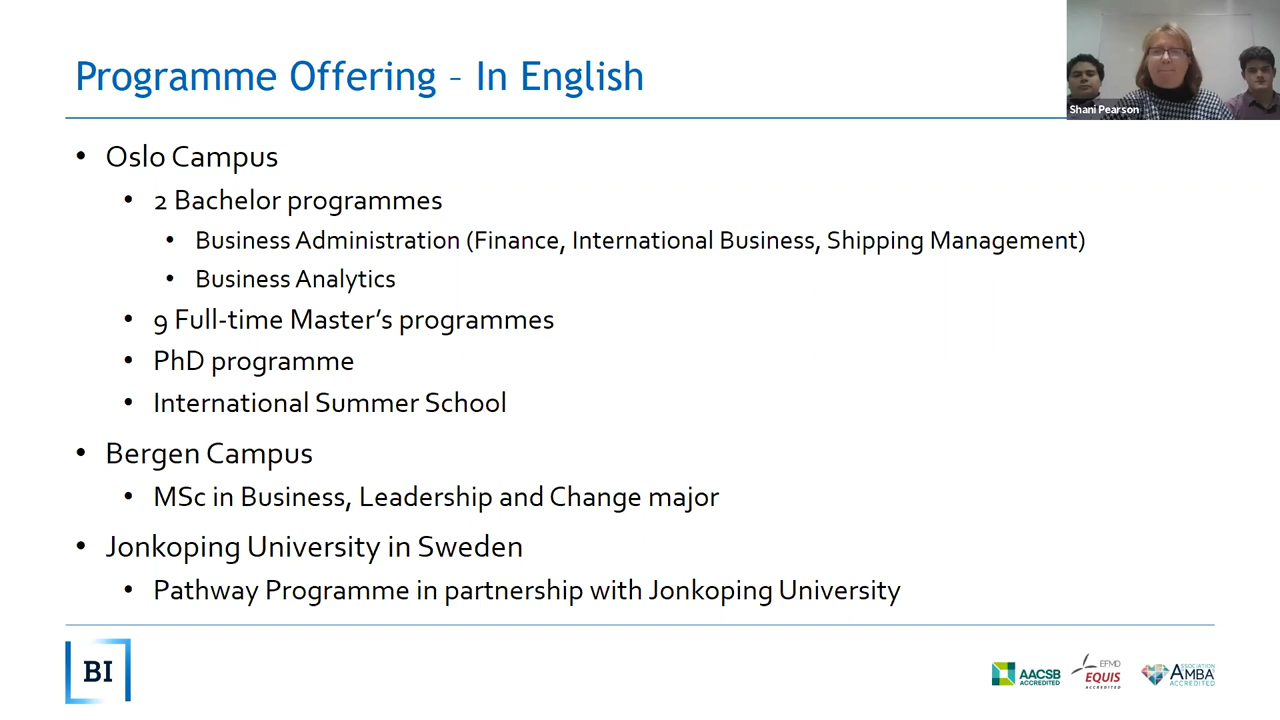 Programme Offering – In English
Shani Pearson
• Oslo Campus
• 2 Bachelor programmes
• Business Administration (Finance, International Business, Shipping Management)
• Business Analytics
• 9 Full-time Master's programmes
• PhD programme
• International Summer School
• Bergen Campus
• MSc in Business, Leadership and Change major
• Jonkoping University in Sweden
• Pathway Programme in partnership with Jonkoping University
BI
AACSB
ACCREDITED
EFMD
EQUIS
ACCREDITED
ASSOCIATION
AMBA
ACCREDITED